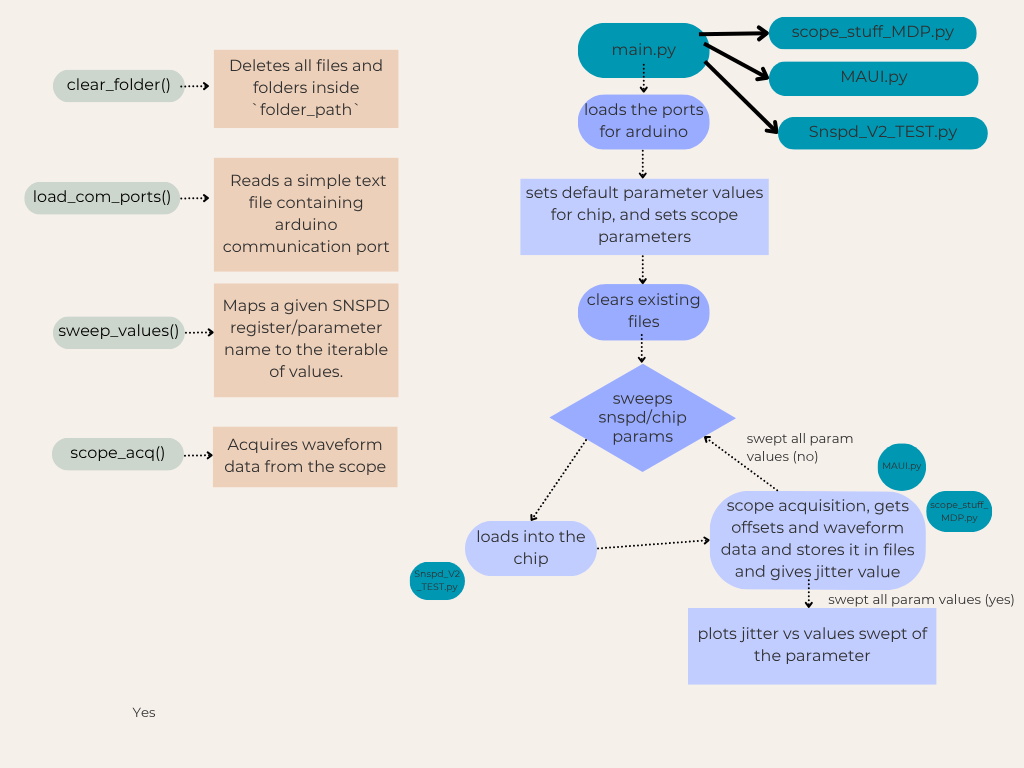 clear_folder()
Deletes all files and
folders inside
`folder_path`
load_com_ports()
Reads a simple text
file containing
arduino
communication port
sweep_values()
Maps a given SNSPD
register/parameter
name to the iterable
of values.
scope_acq()
Acquires waveform
data from the scope
Yes
main.py
scope_stuff_MDP.py
MAUI.py
Snspd_V2_TEST.py
loads the ports
for arduino
sets default parameter values
for chip, and sets scope
parameters
clears existing
files
sweeps
snspd/chip
params
swept all param
values (no)
MAUI.py
scope_stuff_
MDP.py
loads into the
chip
Snspd_V2
_TEST.py
scope acquisition, gets
offsets and waveform
data and stores it in files
and gives jitter value
swept all param values (yes)
plots jitter vs values swept of
the parameter